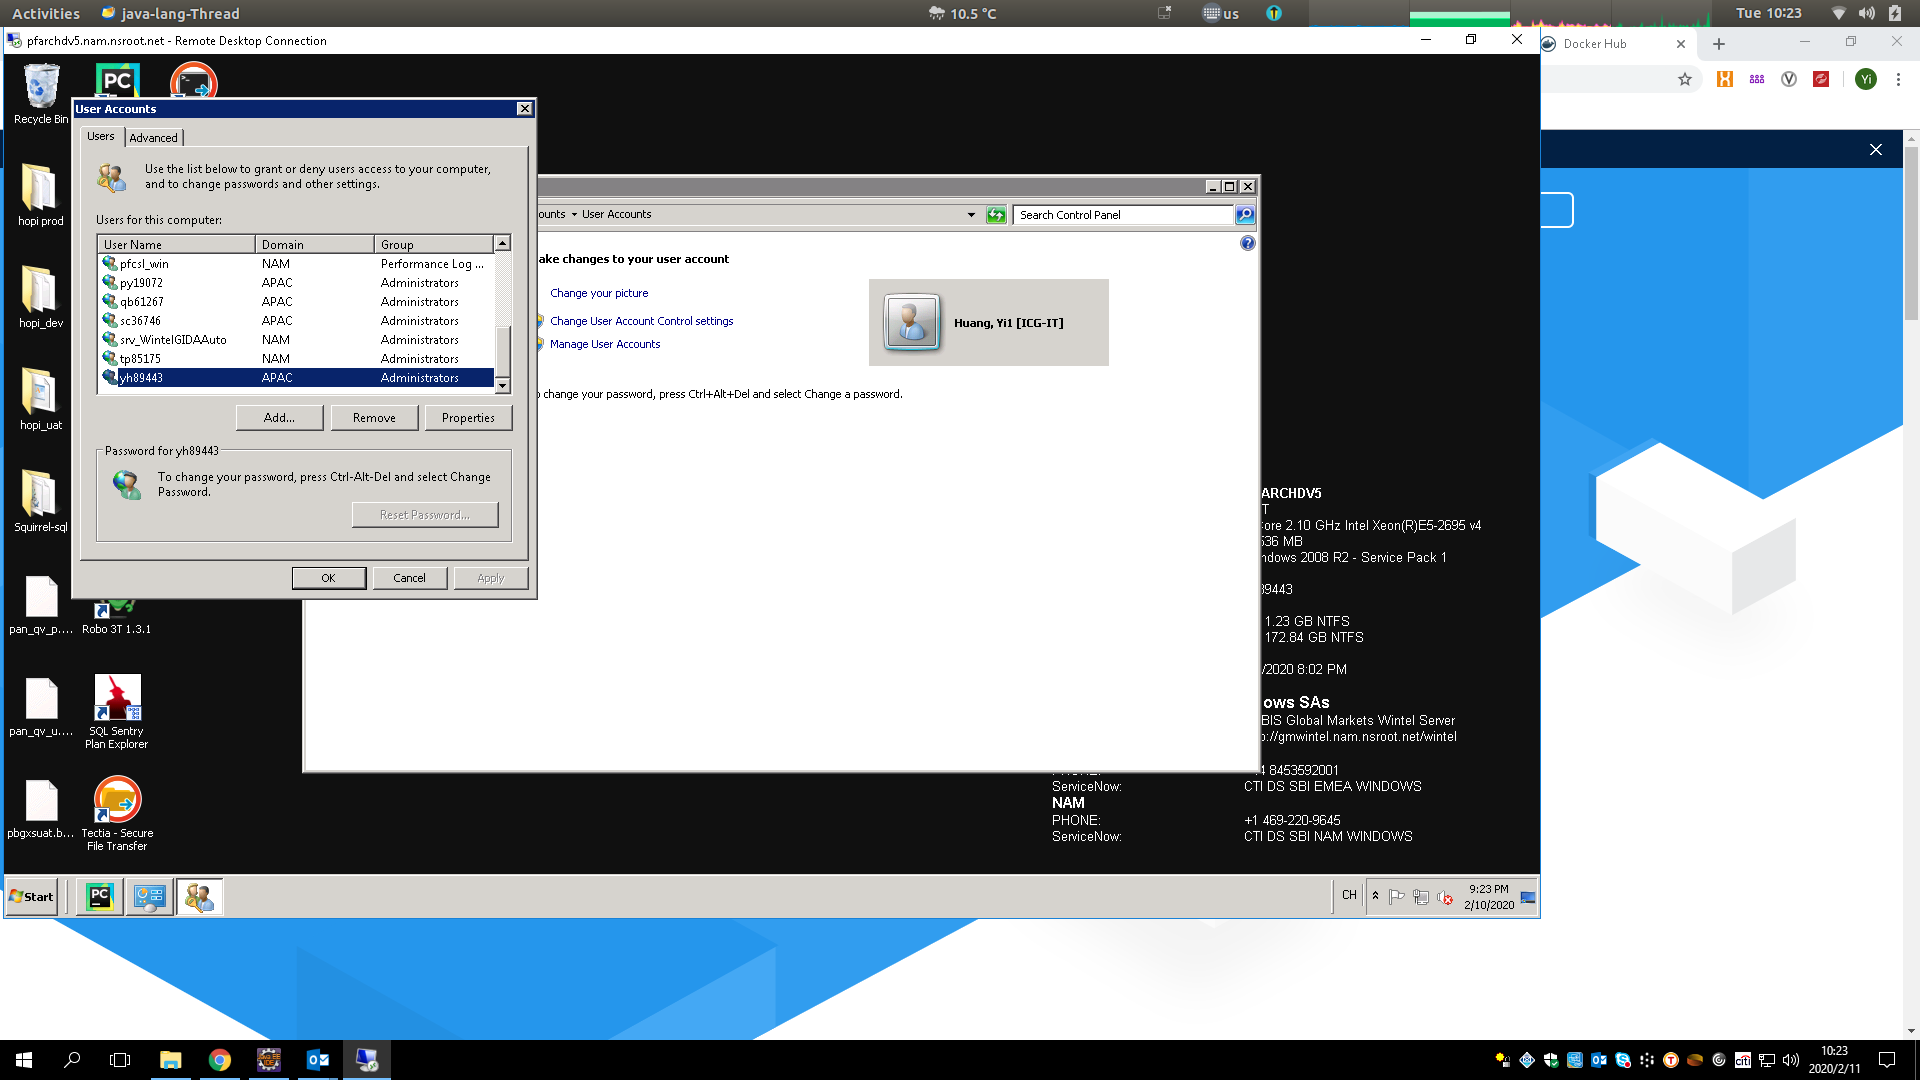 Activities
java-lang-Thread
10.5 °C
us
Tue 10:23
pfarchdv5.nam.nsroot.net - Remote Desktop Connection
Docker Hub
Yi
Recycle Bin
hopi prod
hopi_dev
hopi_uat
Squirrel-sql
pan_qv_p....
Robo 3T 1.3.1
pan_qv_u....
SQL Sentry
Plan Explorer
pbgxsuat.b...
Tectia - Secure
File Transfer
User Accounts
Users
Advanced
Use the list below to grant or deny users access to your computer,
and to change passwords and other settings.
Users for this computer:
User Name Domain Group
pfcsl_win NAM Performance Log ...
py19072 APAC Administrators
qb61267 APAC Administrators
sc36746 APAC Administrators
srv_WintelGIDAAuto NAM Administrators
tp85175 NAM Administrators
yh89443 APAC Administrators
Add...
Remove
Properties
Password for yh89443
To change your password, press Ctrl-Alt-Del and select Change
Password.
Reset Password...
OK
Cancel
Apply
ounts
User Accounts
Search Control Panel
ake changes to your user account
Change your picture
Change User Account Control settings
Manage User Accounts
Huang, Yi1 [ICG-IT]
o change your password, press Ctrl+Alt+Del and select Change a password.
ARCHDV5
T
ore 2.10 GHz Intel Xeon(R)E5-2695 v4
536 MB
ndows 2008 R2 - Service Pack 1
89443
1.23 GB NTFS
172.84 GB NTFS
/2020 8:02 PM
ows SAs
BIS Global Markets Wintel Server
p://gmwintel.nam.nsroot.net/wintel
PHONE: 4 8453592001
ServiceNow: CTI DS SBI EMEA WINDOWS
NAM
PHONE: +1 469-220-9645
ServiceNow: CTI DS SBI NAM WINDOWS
Start
PC
CH
9:23 PM
2/10/2020
citi
10:23
2020/2/11